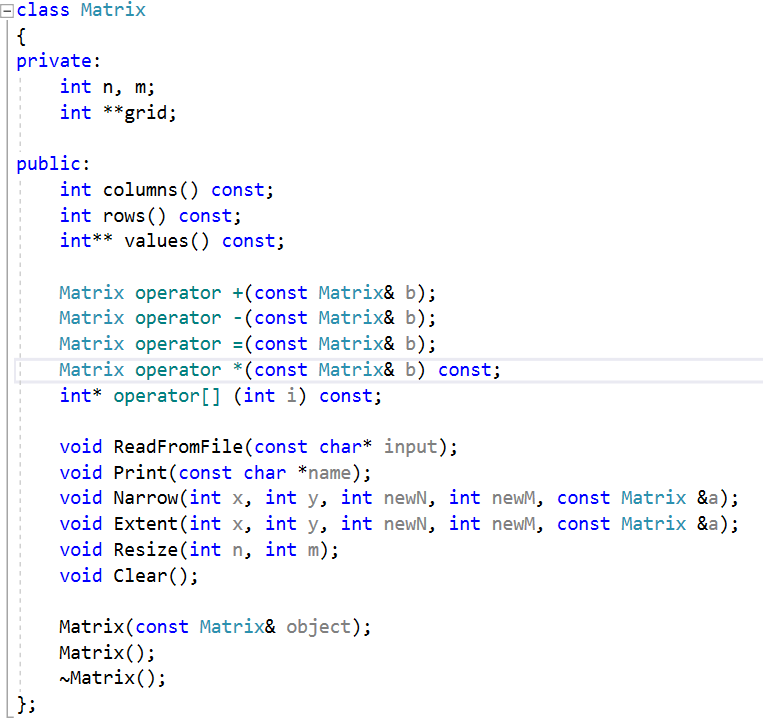 class Matrix
{
private:
    int n, m;
    int **grid;

public:
    int columns() const;
    int rows() const;
    int** values() const;

    Matrix operator +(const Matrix& b);
    Matrix operator -(const Matrix& b);
    Matrix operator =(const Matrix& b);
    Matrix operator *(const Matrix& b) const;
    int* operator[] (int i) const;

    void ReadFromFile(const char* input);
    void Print(const char *name);
    void Narrow(int x, int y, int newN, int newM, const Matrix &a);
    void Extent(int x, int y, int newN, int newM, const Matrix &a);
    void Resize(int n, int m);
    void Clear();

    Matrix(const Matrix& object);
    Matrix();
    ~Matrix();
};